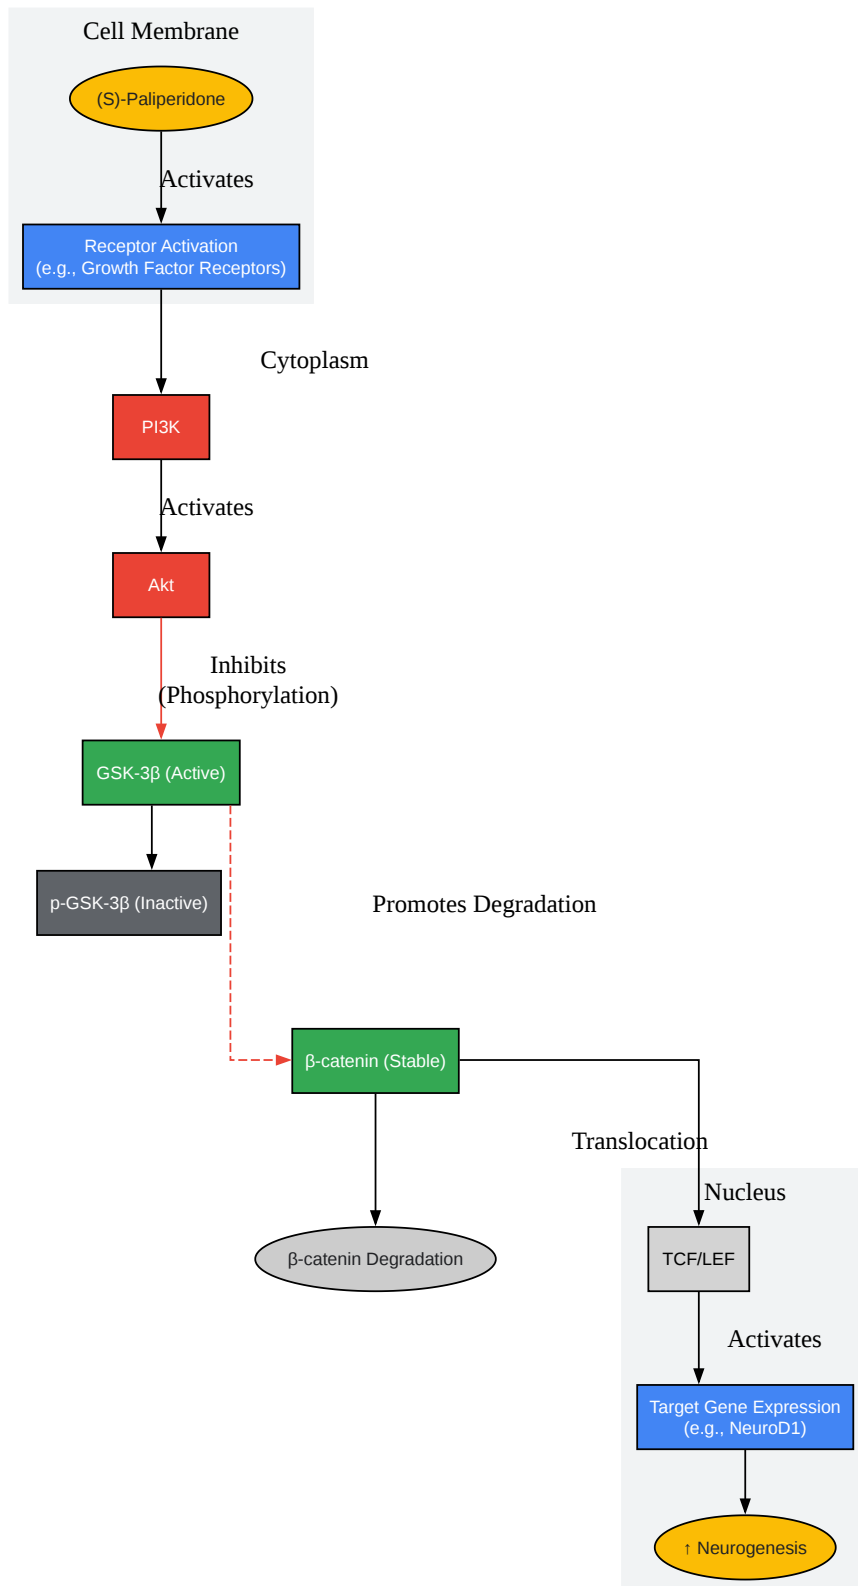 Cell Membrane
(S)-Paliperidone
Activates
Receptor Activation
(e.g., Growth Factor Receptors)
Cytoplasm
PI3K
Activates
Akt
Inhibits
(Phosphorylation)
GSK-3β (Active)
p-GSK-3β (Inactive)
Promotes Degradation
β-catenin (Stable)
Translocation
Nucleus
β-catenin Degradation
TCF/LEF
Activates
Target Gene Expression
(e.g., NeuroD1)
↑ Neurogenesis